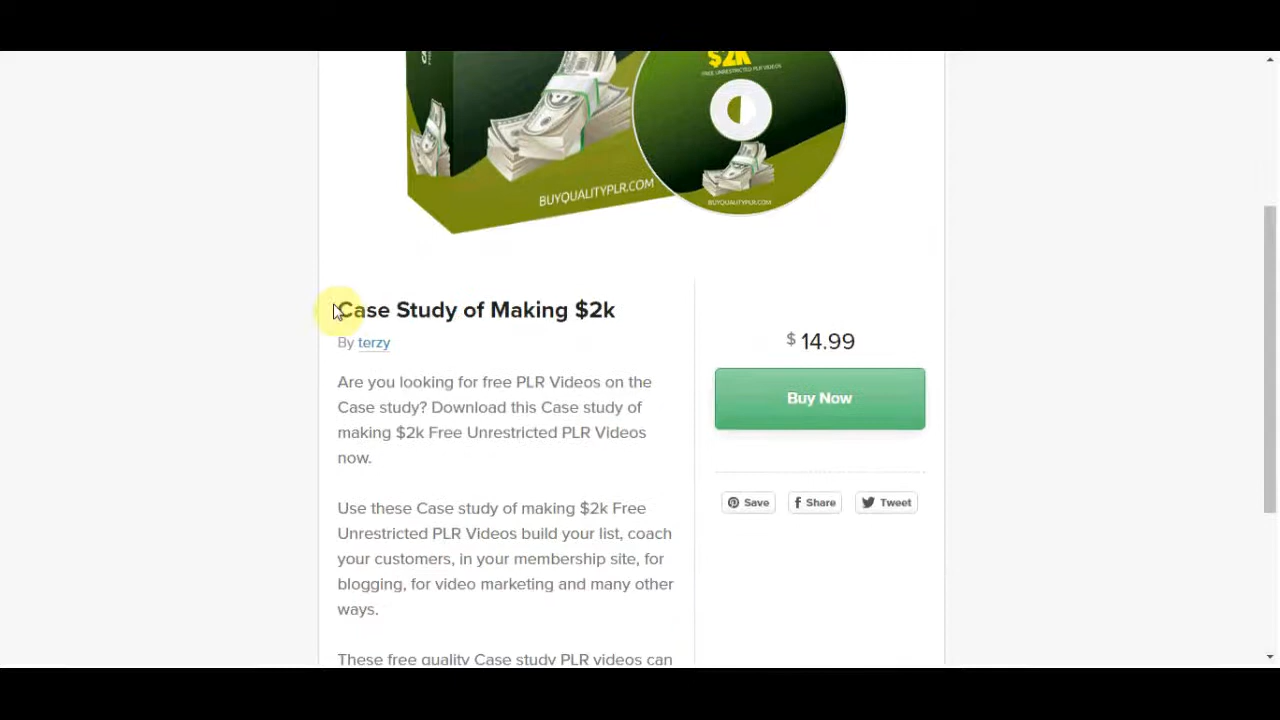 $2K
FREE UNRESTRICTED PLR VIDEOS
BUYQUALITYPLR.COM
BUYQUALITYPLR.COM
Case Study of Making $2k
By terzy
$ 14.99
Are you looking for free PLR Videos on the
Case study? Download this Case study of
making $2k Free Unrestricted PLR Videos
now.
Buy Now
Save
Share
Tweet
Use these Case study of making $2k Free
Unrestricted PLR Videos build your list, coach
your customers, in your membership site, for
blogging, for video marketing and many other
ways.
These free quality Case study PLR videos can